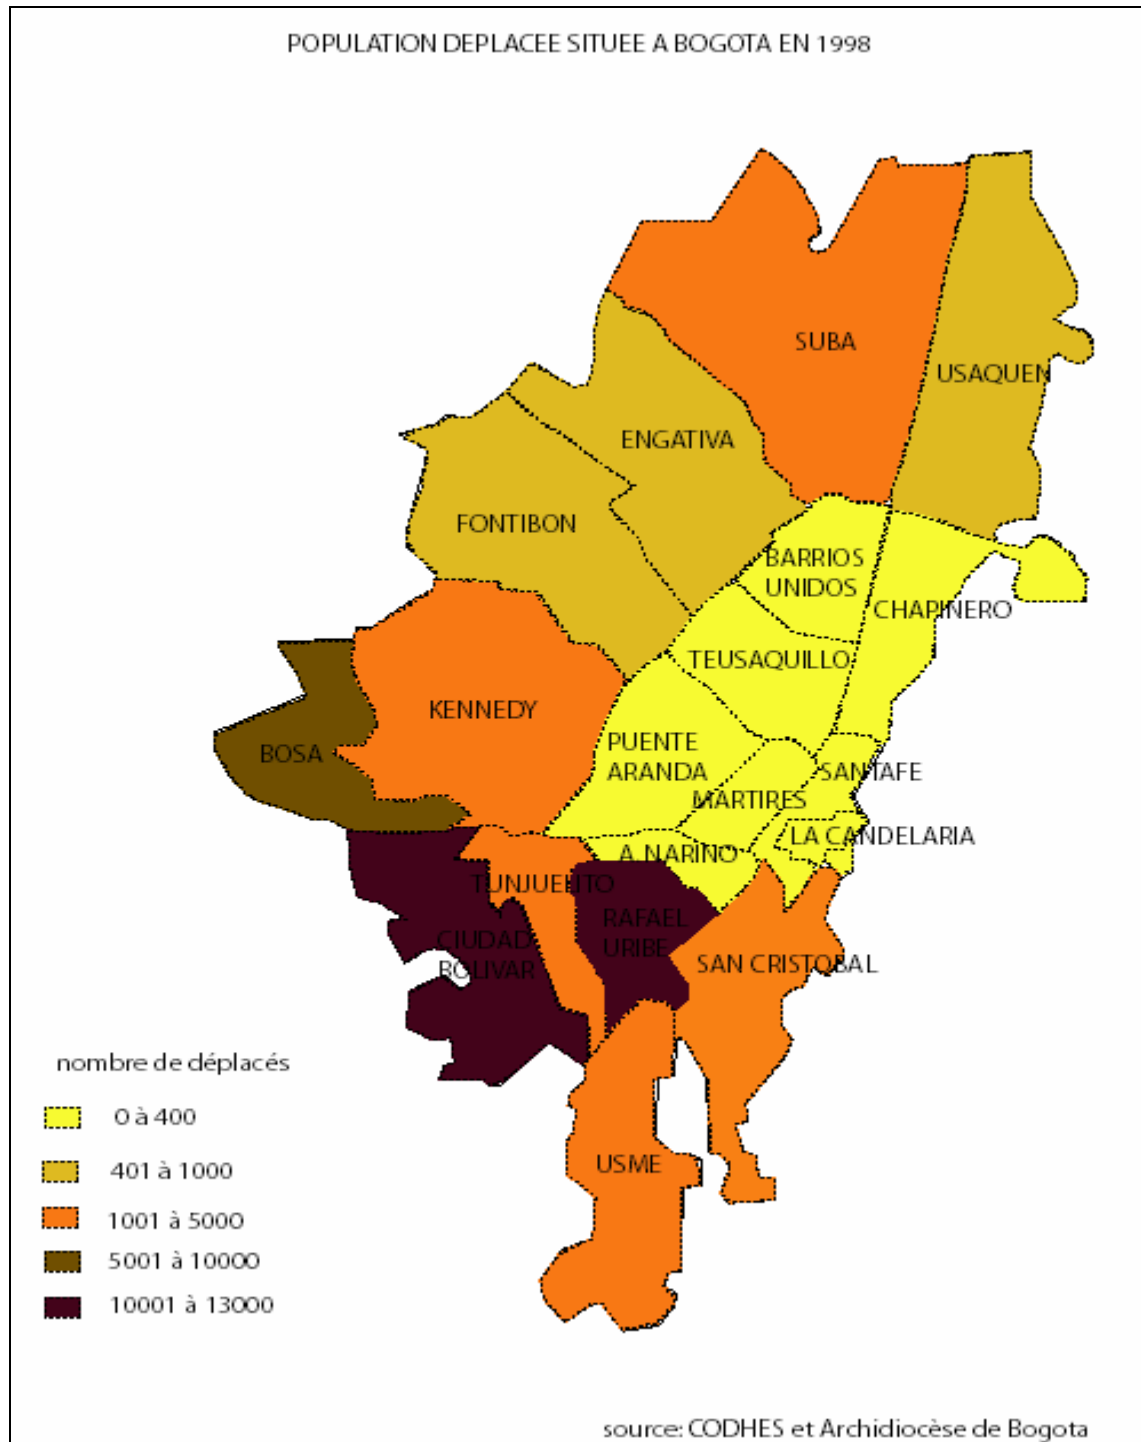 POPULATION DEPLACEE SITUEE A BOGOTA EN 1998
SUBA
USAQUEN
ENGATIVA
FONTIBON
BARRIOS
UNIDOS
CHAPINERO
TEUSAQUILLO
KENNEDY
PUENTE
ARANDA
BOSA
SANTAFE
MARTIRES
LA CANDELARIA
A.NARINO
TUNJUELITO
RAFAEL
URIBE
CIUDAD
BOLIVAR
SAN CRISTOBAL
USME
nombre de déplacés
0 à 400
401 à 1000
1001 à 5000
5001 à 10000
10001 à 13000
source: CODHES et Archidiocèse de Bogota